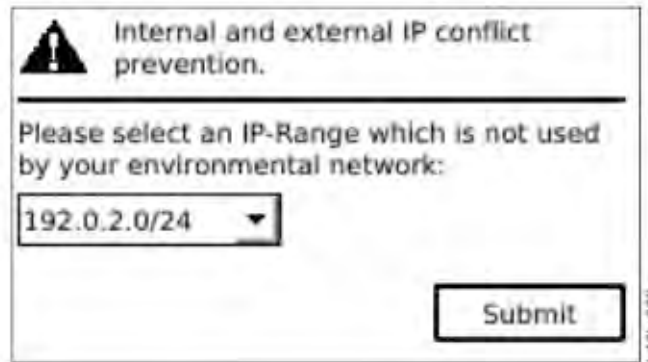 Internal and external IP conflict
prevention.
Please select an IP-Range which is not used
by your environmental network:
192.0.2.0/24
Submit